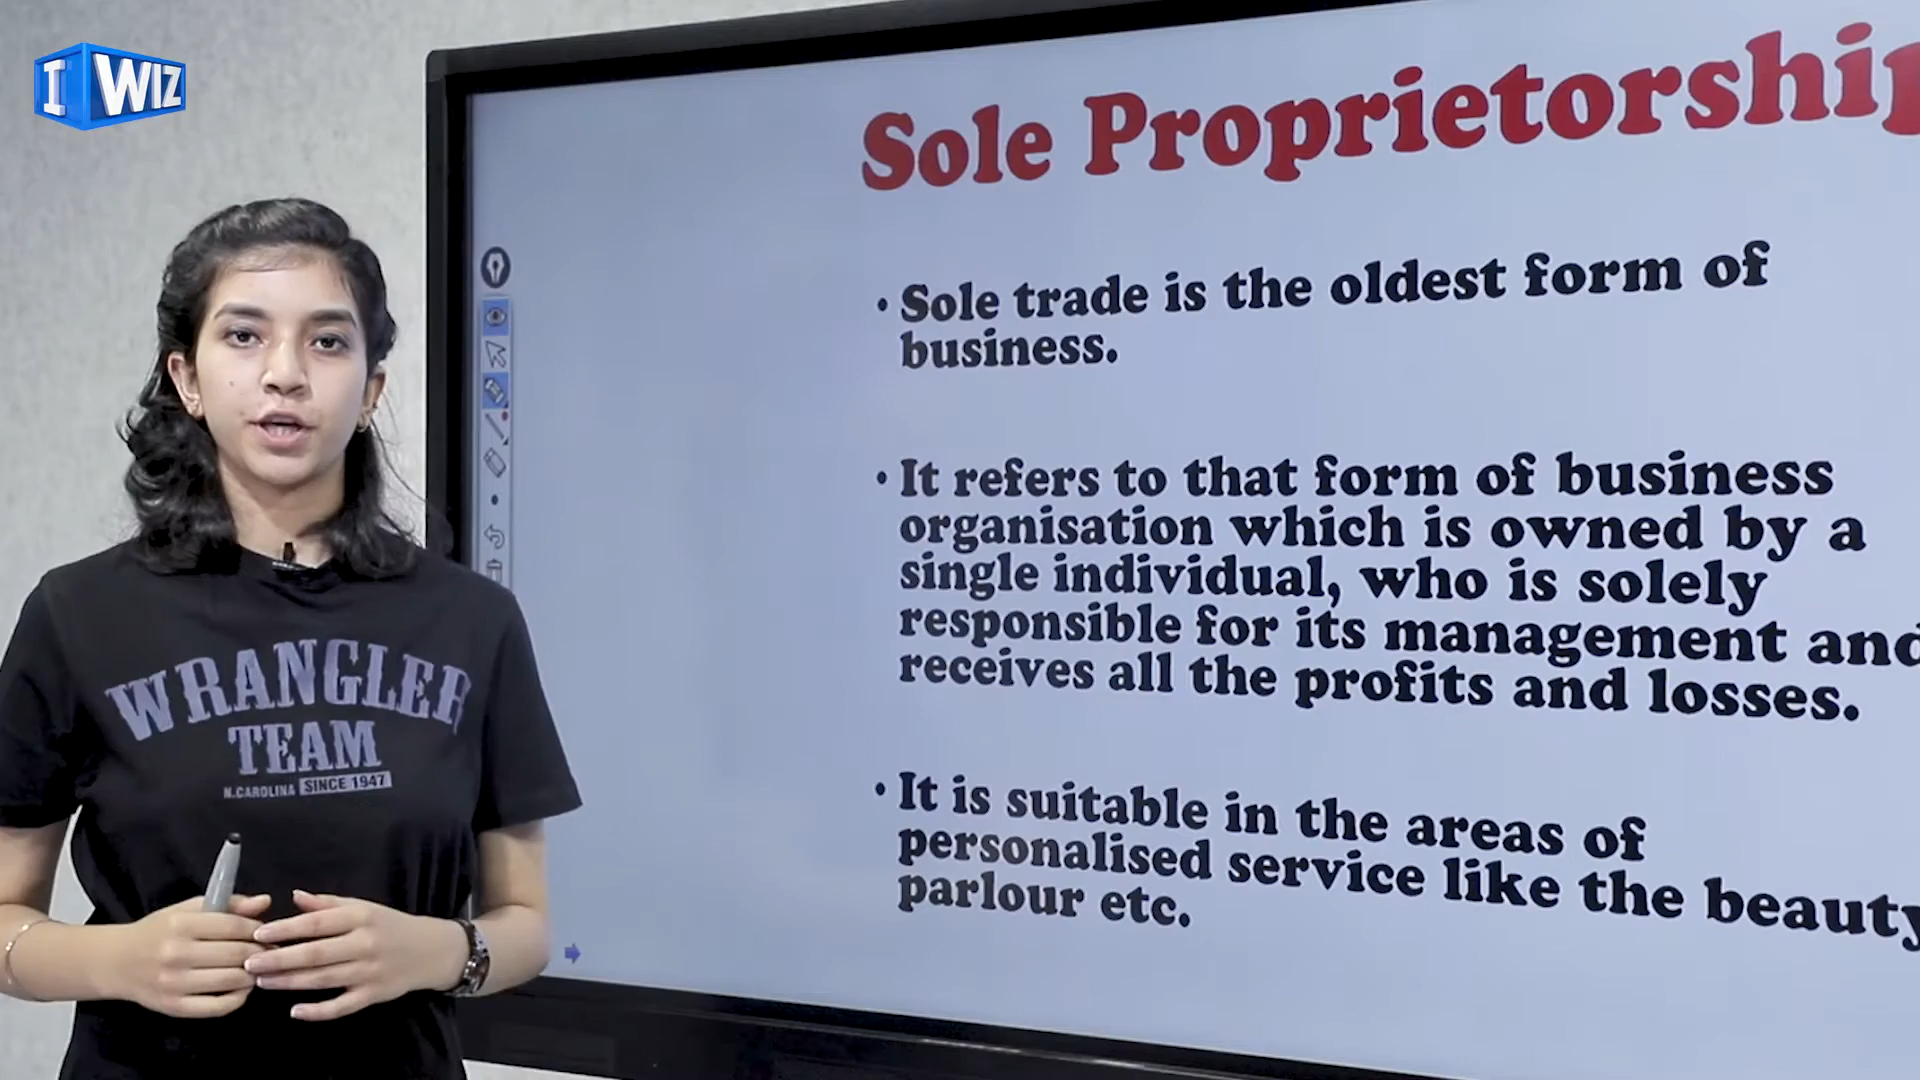 I WIZ
Sole Proprietorship
• Sole trade is the oldest form of
business.
• It refers to that form of business
organisation which is owned by a
single individual, who is solely
responsible for its management and
receives all the profits and losses.
• It is suitable in the areas of
personalised service like the beauty
parlour etc.
WRANGLER
TEAM
N.CAROLINA SINCE 1947